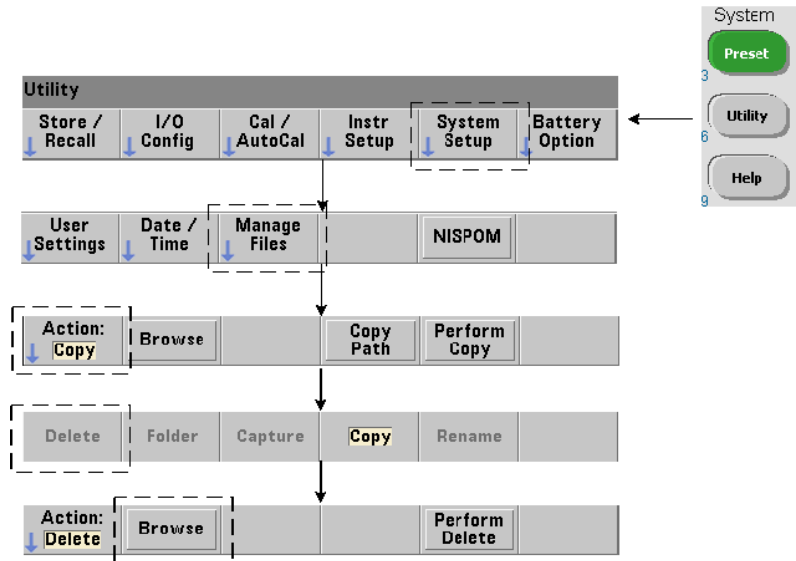 System
Preset
3
Utility
6
Help
9
Utility
Store / Recall
I/O Config
Cal / AutoCal
Instr Setup
System Setup
Battery Option
User Settings
Date / Time
Manage Files
NISPOM
Action: Copy
Browse
Copy Path
Perform Copy
Delete
Folder
Capture
Copy
Rename
Action: Delete
Browse
Perform Delete